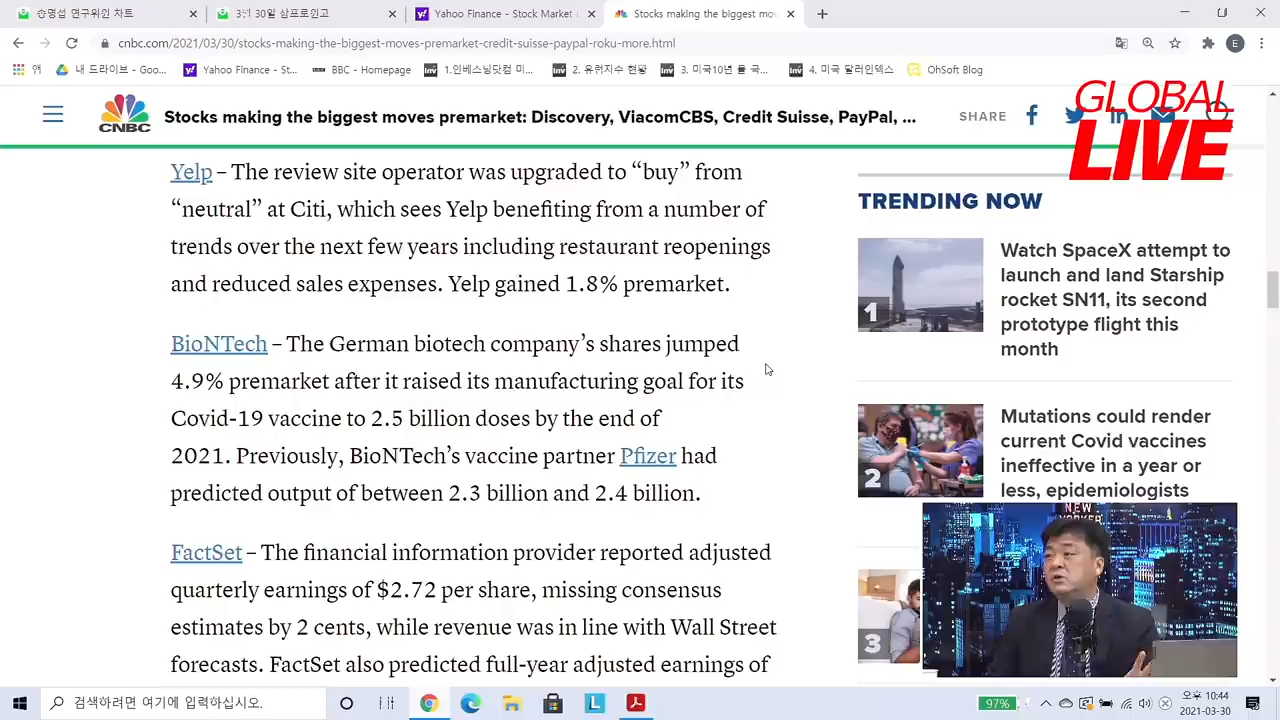 승명섭 연구위원 차트
3월 30일 삼프로원고
Yahoo Finance - Stock Market L
Stocks making the biggest mov
cnbc.com/2021/03/30/stocks-making-the-biggest-moves-premarket-credit-suisse-paypal-roku-more.html
E
앱
내 드라이브 - Goo...
Yahoo Finance - St...
BBC - Homepage
1.인베스닝닷컴 미...
2. 유럽지수 현황
3. 미국10년 률 국...
4. 미국 달러인덱스
OhSoft Blog
CNBC
Stocks making the biggest moves premarket: Discovery, ViacomCBS, Credit Suisse, PayPal, ...
SHARE
GLOBAL
LIVE
Yelp – The review site operator was upgraded to “buy” from
“neutral” at Citi, which sees Yelp benefiting from a number of
trends over the next few years including restaurant reopenings
and reduced sales expenses. Yelp gained 1.8% premarket.
BioNTech – The German biotech company’s shares jumped
4.9% premarket after it raised its manufacturing goal for its
Covid-19 vaccine to 2.5 billion doses by the end of
2021. Previously, BioNTech’s vaccine partner Pfizer had
predicted output of between 2.3 billion and 2.4 billion.
FactSet – The financial information provider reported adjusted
quarterly earnings of $2.72 per share, missing consensus
estimates by 2 cents, while revenue was in line with Wall Street
forecasts. FactSet also predicted full-year adjusted earnings of
TRENDING NOW
1
Watch SpaceX attempt to
launch and land Starship
rocket SN11, its second
prototype flight this
month
2
Mutations could render
current Covid vaccines
ineffective in a year or
less, epidemiologists
3
NEW
YORKER
검색하려면 여기에 입력하십시오.
97%
오후 10:44
2021-03-30